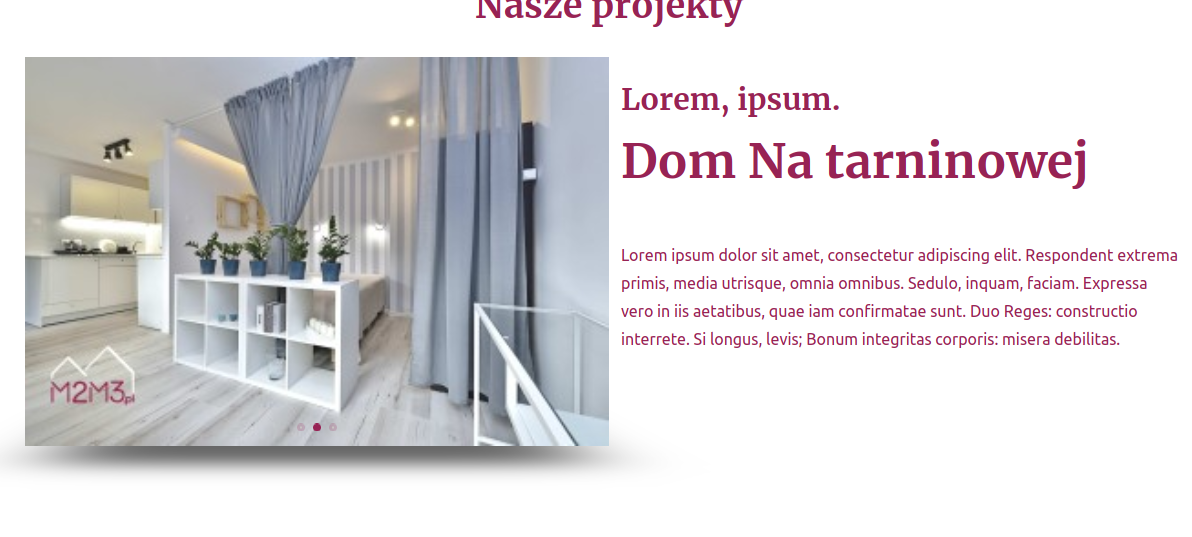 Nasze projekty
Lorem, ipsum.
Dom Na tarninowej
Lorem ipsum dolor sit amet, consectetur adipiscing elit. Respondent extrema
primis, media utrisque, omnia omnibus. Sedulo, inquam, faciam. Expressa
vero in iis aetatibus, quae iam confirmatae sunt. Duo Reges: constructio
interrete. Si longus, levis; Bonum integritas corporis: misera debilitas.
M2M3.pl